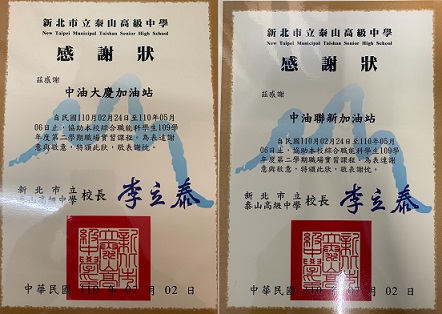 新北市立泰山高級中學
New Taipei Municipal Taishan Senior High School
感謝狀
茲感謝
中油大慶加油站
自民國110年02月24日至110年05
月06日止,協助本校綜合職能科學生109學
年度第二學期職場實習課程。為表達謝
意與敬意,特頒此狀,敬表謝忱。
新北市立
泰山高級中學 校長 李立泰
中華民國 110 年 月 02 日
新北市立泰山高級中學
New Taipei Municipal Taishan Senior High School
感謝狀
茲感謝
中油聯新加油站
自民國110年02月24日至110年05
月06日止,協助本校綜合職能科學生109學
年度第二學期職場實習課程。為表達謝
意與敬意,特頒此狀,敬表謝忱。
新北市立
泰山高級中學 校長 李立泰
中華民國 110 年 月 02 日